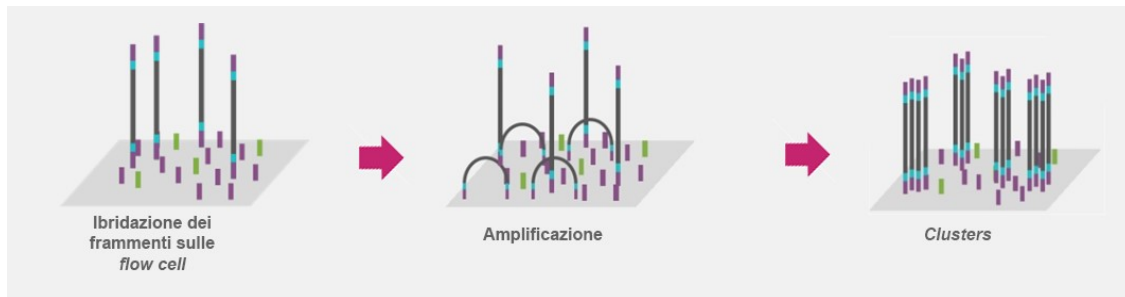 Ibridazione dei
frammenti sulle
flow cell
Amplificazione
Clusters